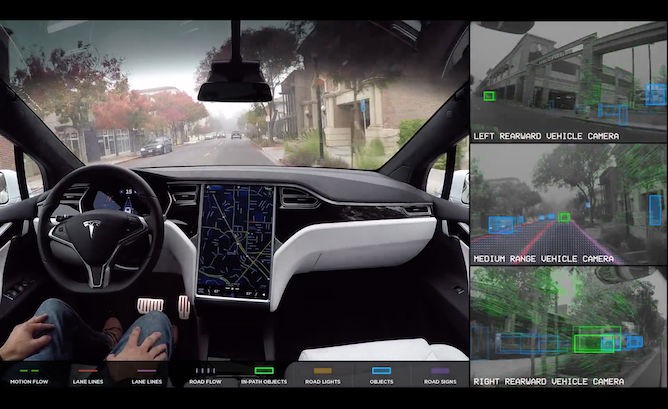 LEFT REARWARD VEHICLE CAMERA
MEDIUM RANGE VEHICLE CAMERA
RIGHT REARWARD VEHICLE CAMERA
MOTION FLOW
LANE LINES
LANE LINES
ROAD FLOW
IN-PATH OBJECTS
ROAD LIGHTS
OBJECTS
ROAD SIGNS